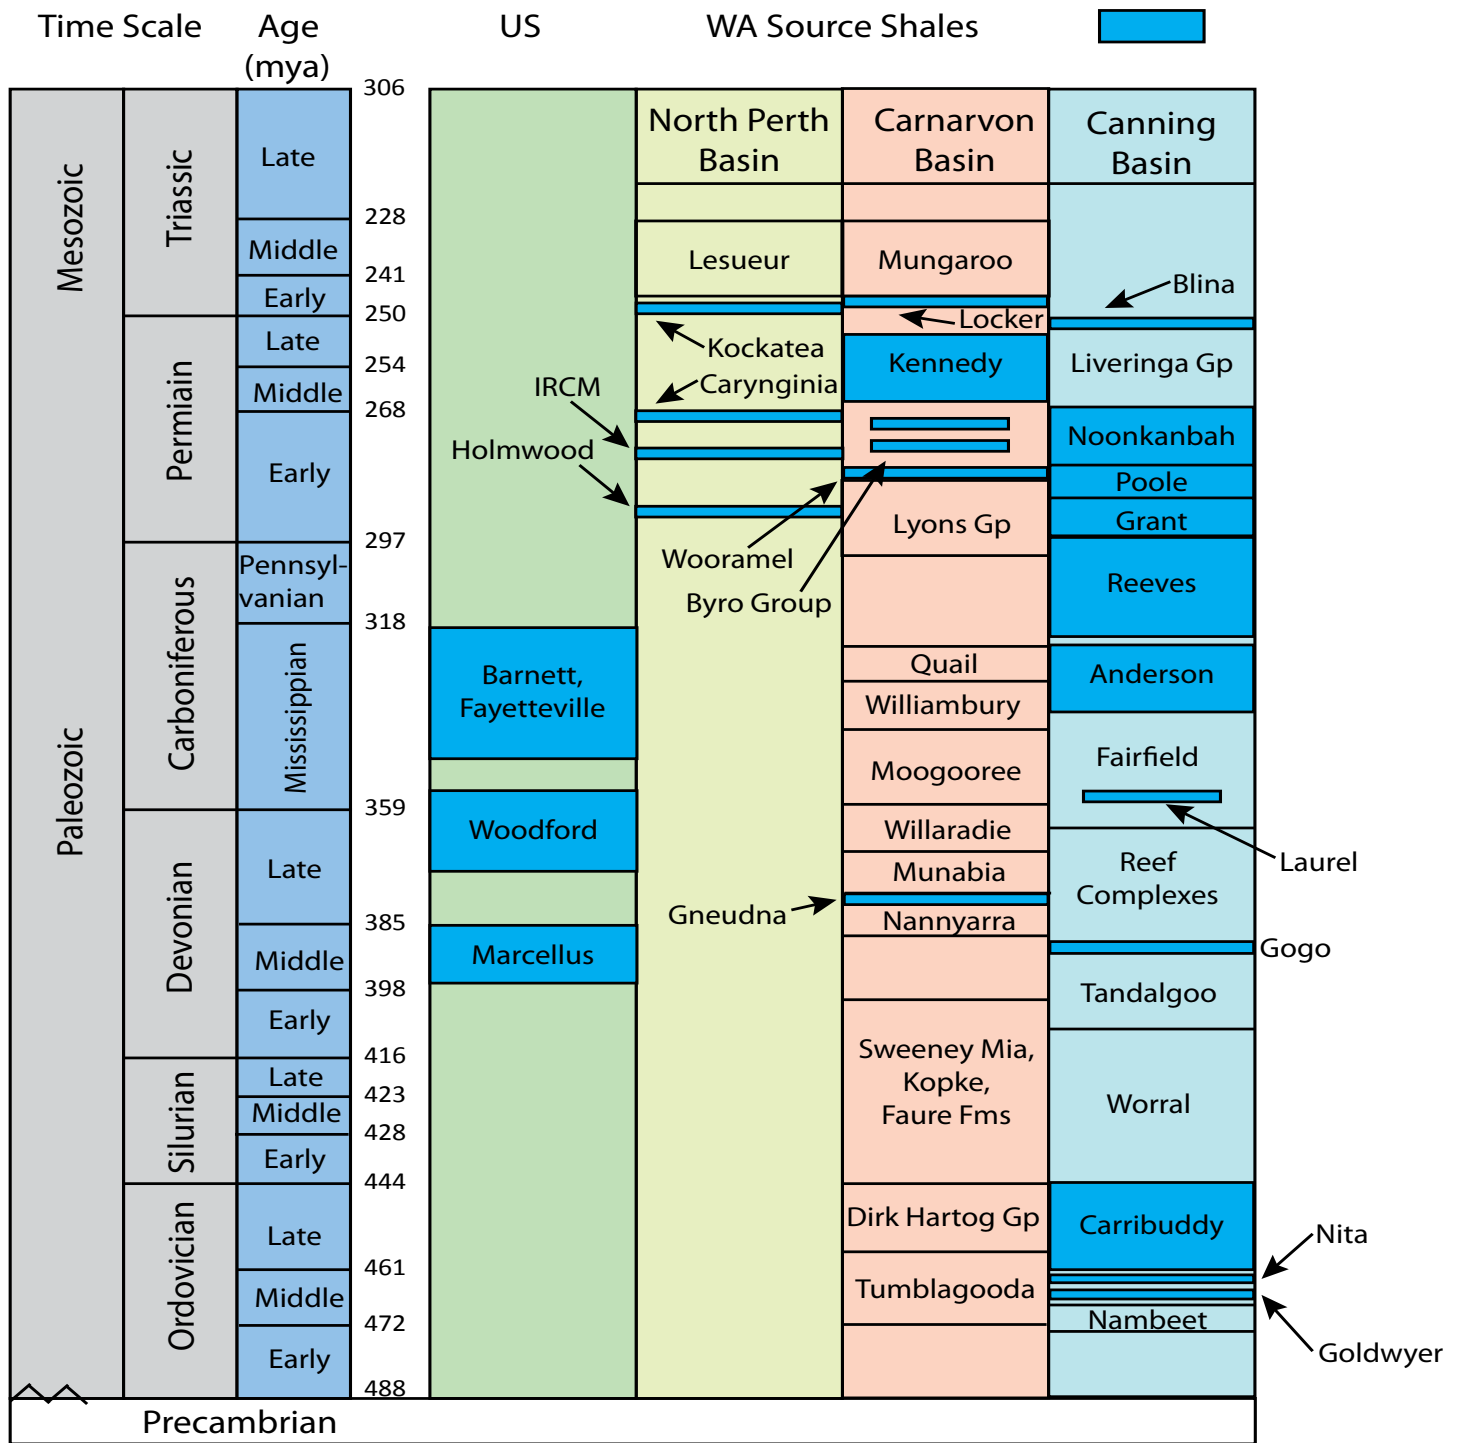 Time Scale
Age
(mya)
US
WA Source Shales
306
228
241
250
254
268
297
318
359
385
398
416
423
428
444
461
472
488
Mesozoic
Paleozoic
Triassic
Permiain
Carboniferous
Devonian
Silurian
Ordovician
Late
Middle
Early
Late
Middle
Early
Pennsyl-
vanian
Mississippian
Late
Middle
Early
Late
Middle
Early
Late
Middle
Early
Precambrian
Barnett,
Fayetteville
Woodford
Marcellus
North Perth
Basin
Lesueur
Kockatea
Carynginia
IRCM
Holmwood
Carnarvon
Basin
Mungaroo
Locker
Kennedy
Lyons Gp
Wooramel
Byro Group
Quail
Williambury
Moogooree
Willaradie
Munabia
Gneudna
Nannyarra
Sweeney Mia,
Kopke,
Faure Fms
Dirk Hartog Gp
Tumblagooda
Canning
Basin
Blina
Liveringa Gp
Noonkanbah
Poole
Grant
Reeves
Anderson
Fairfield
Laurel
Reef
Complexes
Gogo
Tandalgoo
Worral
Carribuddy
Nita
Goldwyer
Nambeet